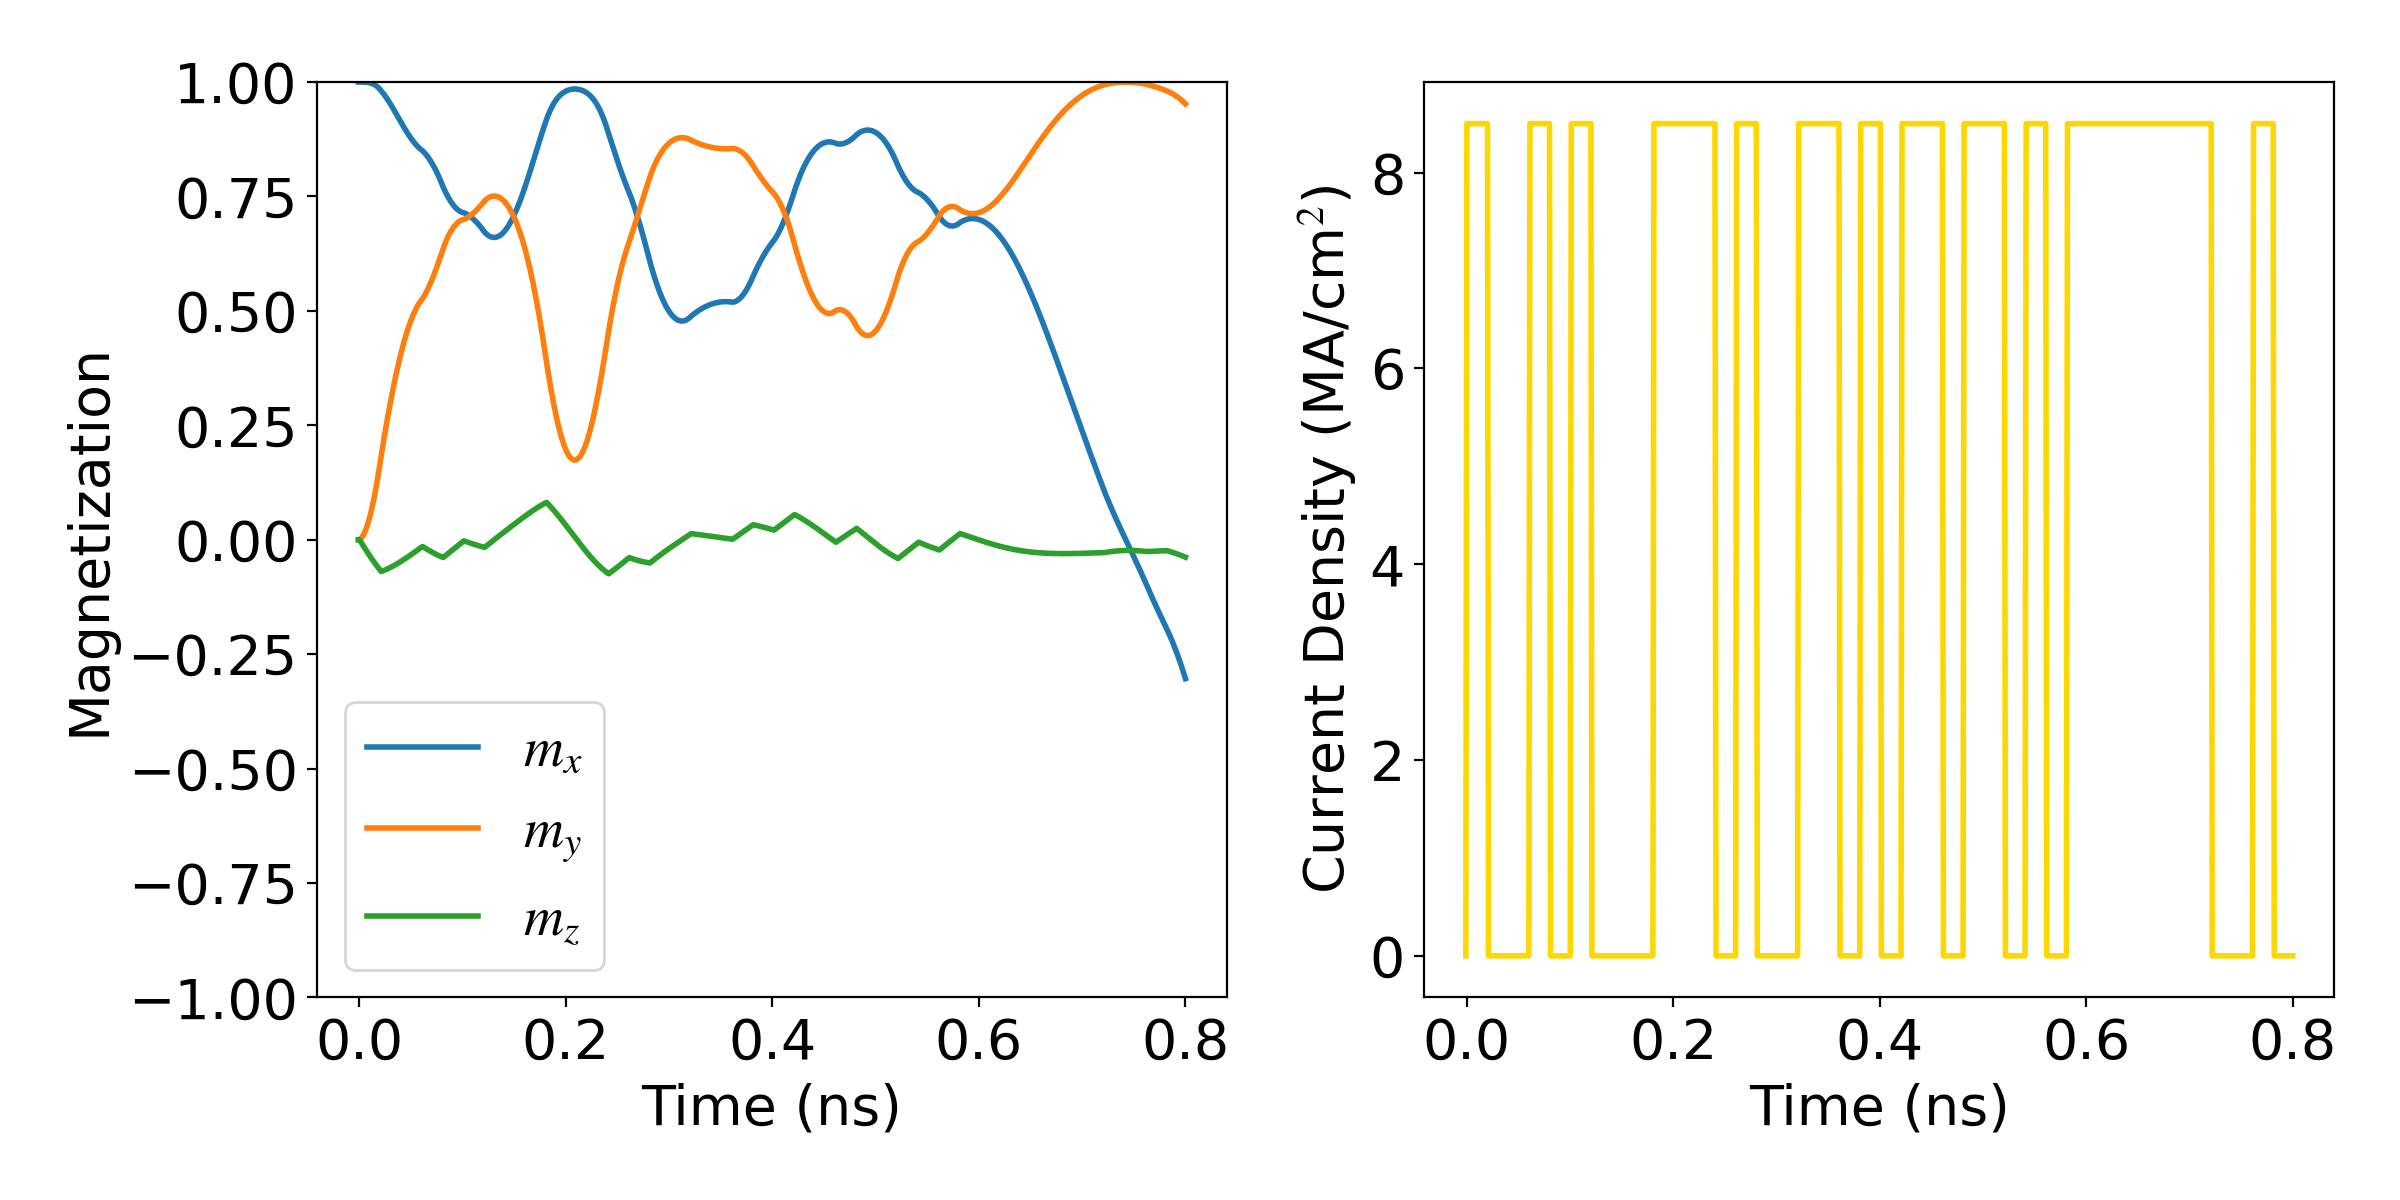 Magnetization
1.00
0.75
0.50
0.25
0.00
−0.25
−0.50
−0.75
−1.00
0.0 0.2 0.4 0.6 0.8
Time (ns)
m_x
m_y
m_z
Current Density (MA/cm²)
8
6
4
2
0
0.0 0.2 0.4 0.6 0.8
Time (ns)